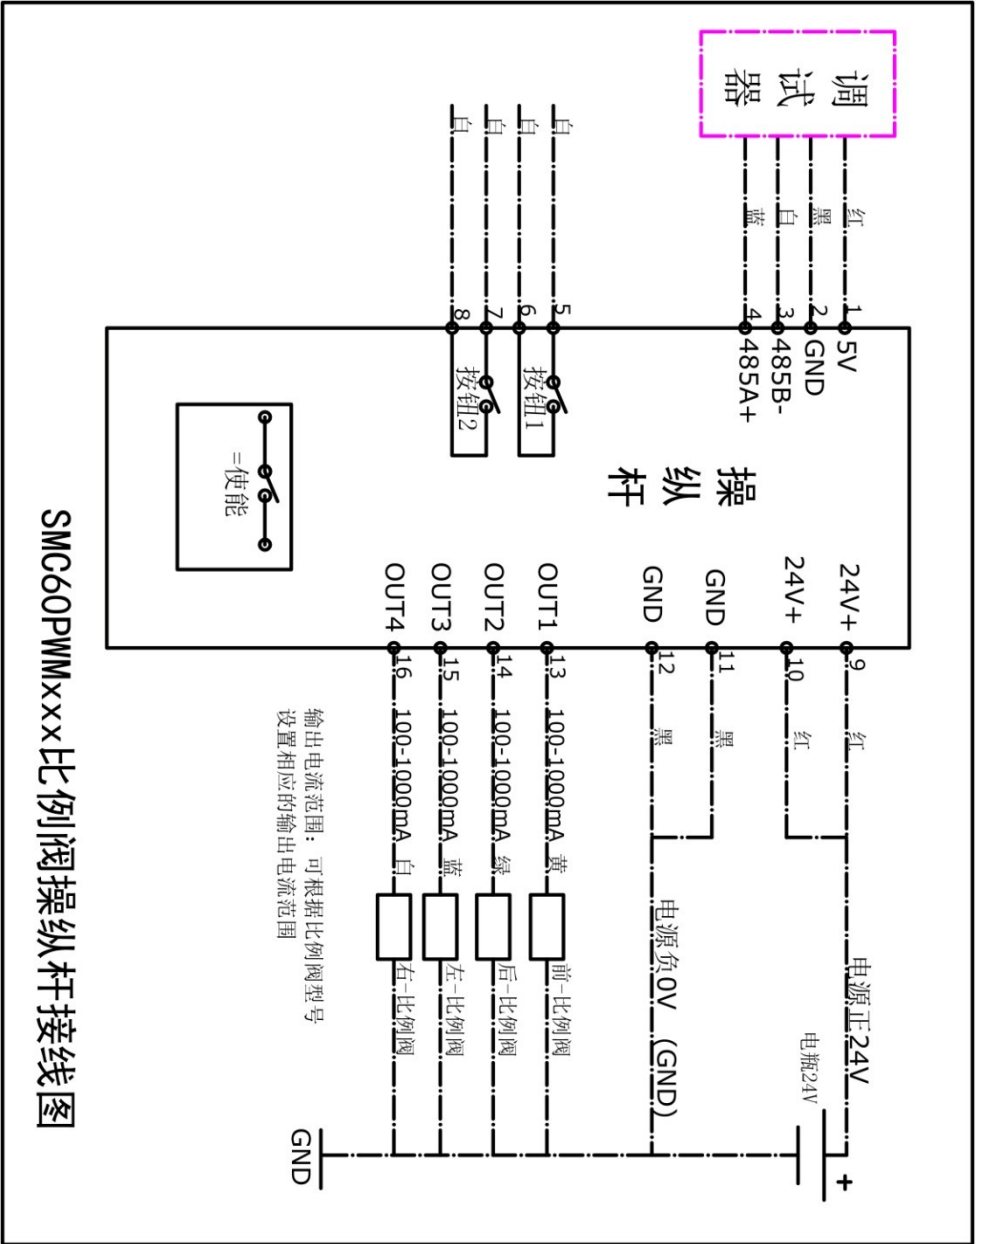 调试器
红
黑
白
蓝
白
白
白
白
1
2
3
4
5
6
7
8
5V
GND
485B-
485A+
按钮1
按钮2
操纵杆
=使能
24V+
24V+
GND
GND
OUT1
OUT2
OUT3
OUT4
9
10
11
12
13
14
15
16
红
红
黑
黑
100-1000mA 黄
100-1000mA 绿
100-1000mA 蓝
100-1000mA 白
前-比例阀
后-比例阀
左-比例阀
右-比例阀
电源正24V
电瓶24V
+
电源负0V (GND)
GND
输出电流范围：可根据比例阀型号
设置相应的输出电流范围
SMC60PWMxxx比例阀操纵杆接线图